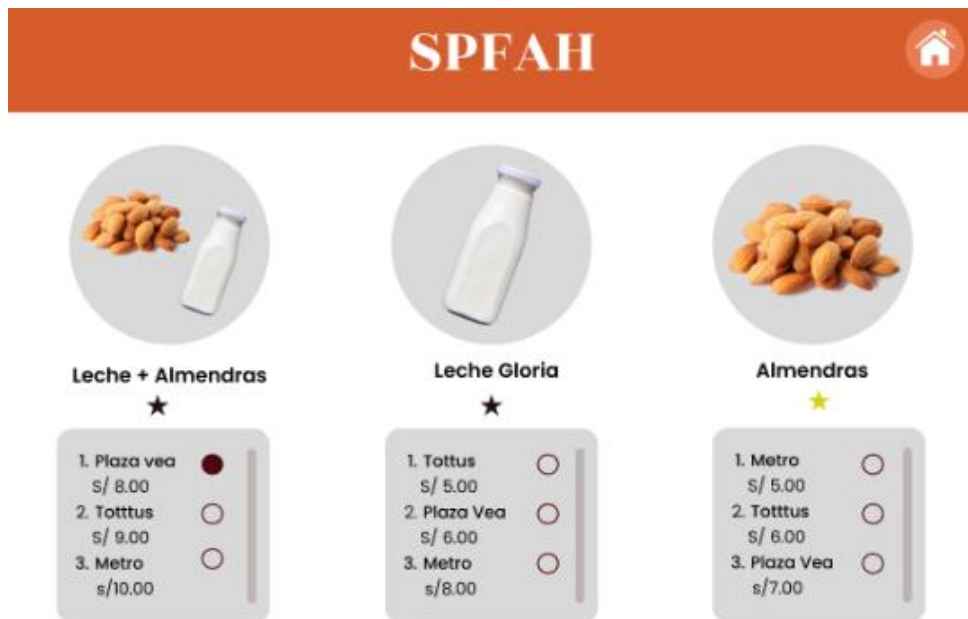 SPFAH
Leche + Almendras
1. Plaza vea
S/ 8.00
2. Totttus
S/ 9.00
3. Metro
s/10.00
Leche Gloria
1. Tottus
S/ 5.00
2. Plaza Vea
S/ 6.00
3. Metro
s/8.00
Almendras
1. Metro
S/ 5.00
2. Totttus
S/ 6.00
3. Plaza Vea
s/7.00